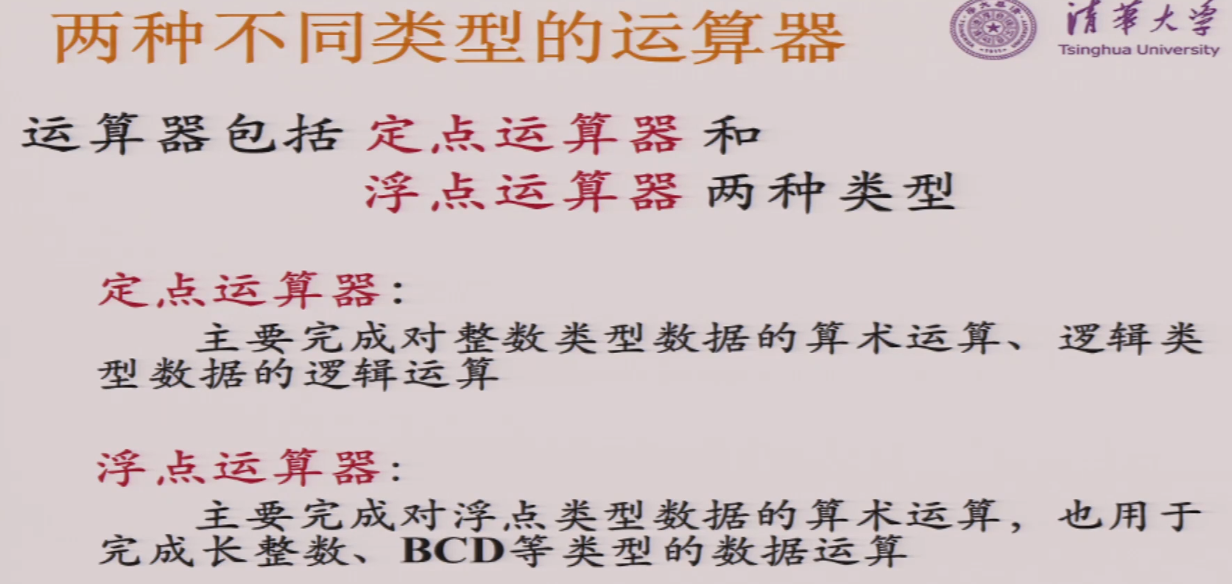 两种不同类型的运算器
清华大学
Tsinghua University
运算器包括 定点运算器 和
浮点运算器 两种类型
定点运算器：
主要完成对整数类型数据的算术运算、逻辑类
型数据的逻辑运算
浮点运算器：
主要完成对浮点类型数据的算术运算，也用于
完成长整数、BCD等类型的数据运算